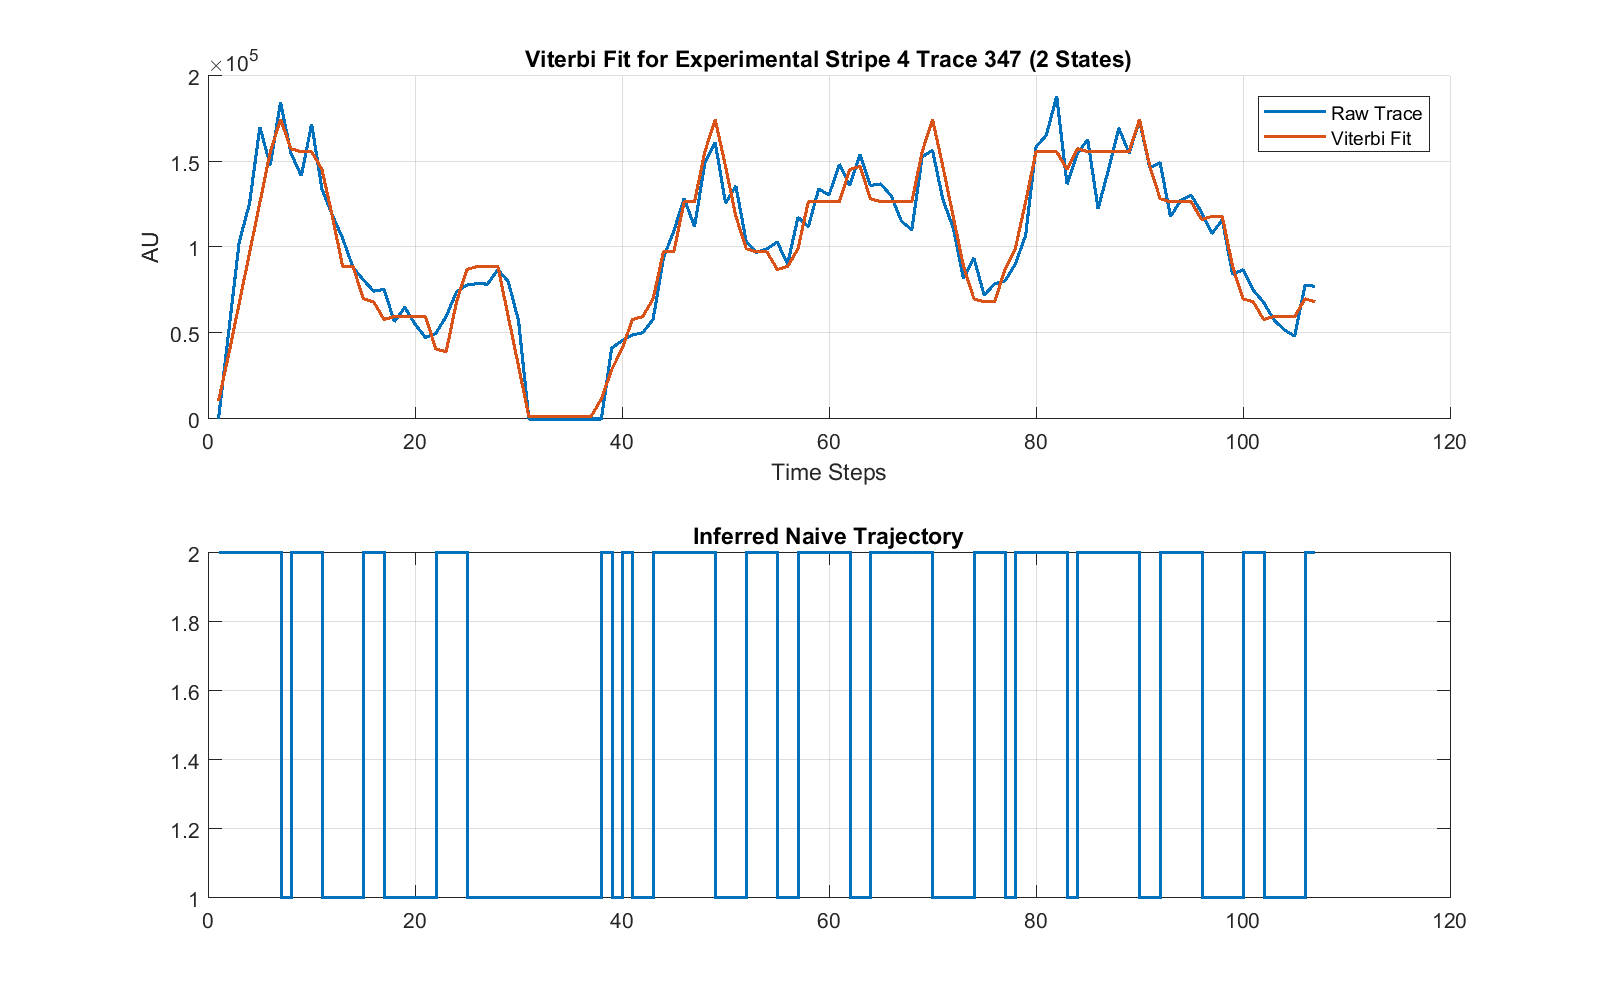 Viterbi Fit for Experimental Stripe 4 Trace 347 (2 States)
×10⁵
2
1.5
1
0.5
0
AU
Raw Trace
Viterbi Fit
0 20 40 60 80 100 120
Time Steps
Inferred Naive Trajectory
2
1.8
1.6
1.4
1.2
1
0 20 40 60 80 100 120